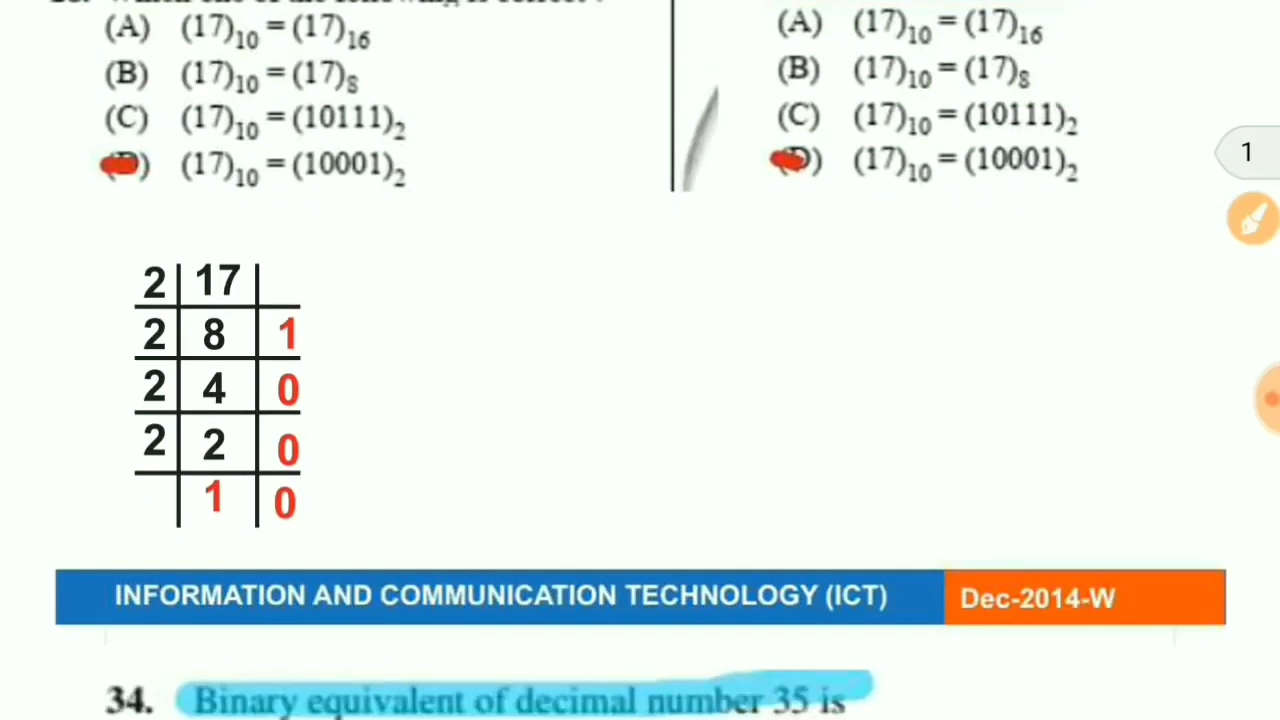 (A) (17)₁₀ = (17)₁₆
(B) (17)₁₀ = (17)₈
(C) (17)₁₀ = (10111)₂
(D) (17)₁₀ = (10001)₂
(A) (17)₁₀ = (17)₁₆
(B) (17)₁₀ = (17)₈
(C) (17)₁₀ = (10111)₂
(D) (17)₁₀ = (10001)₂
1
2 17
2 8 1
2 4 0
2 2 0
1 0
INFORMATION AND COMMUNICATION TECHNOLOGY (ICT) Dec-2014-W
34. Binary equivalent of decimal number 35 is